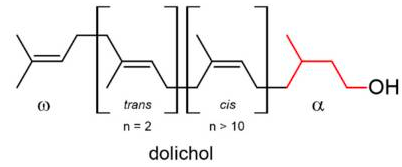 OH
ω trans cis α
n = 2 n > 10
dolichol